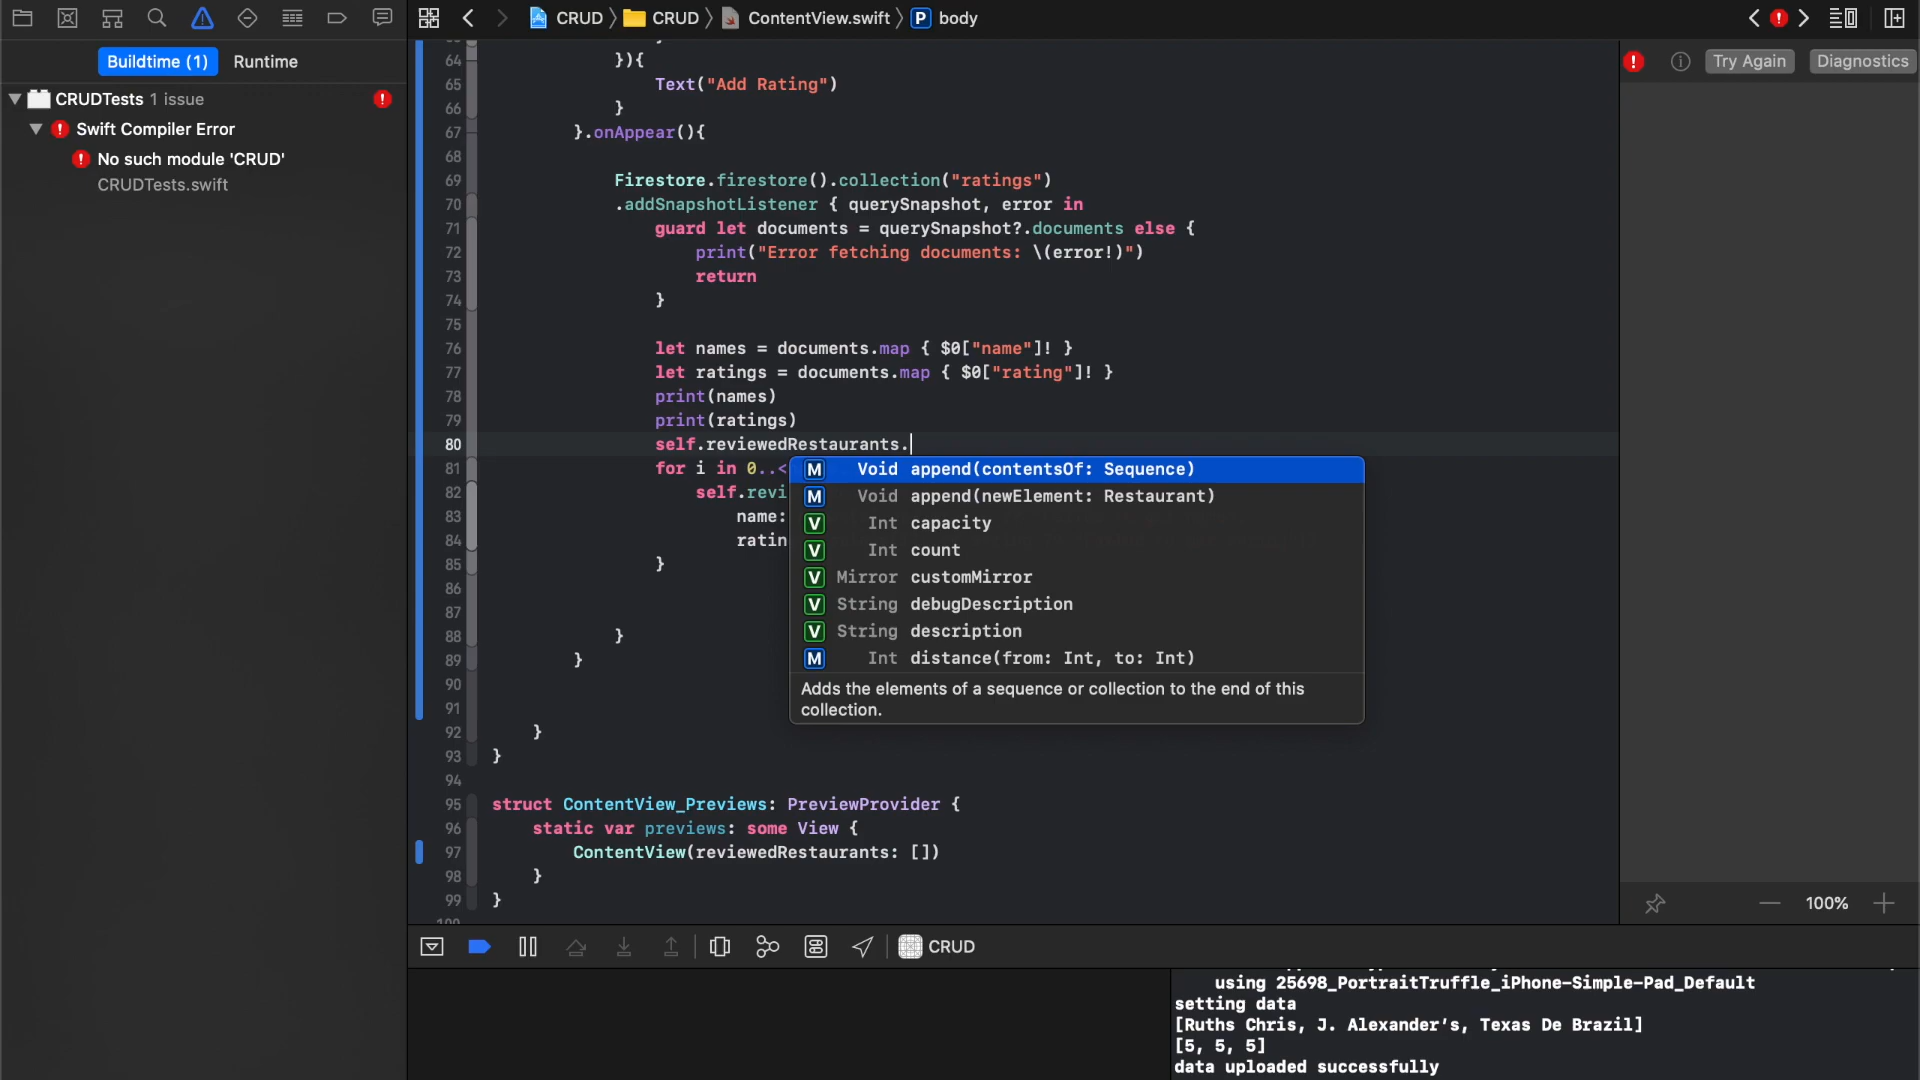 CRUD CRUD ContentView.swift P body
Buildtime (1) Runtime
Try Again Diagnostics
CRUDTests 1 issue
Swift Compiler Error
No such module 'CRUD'
CRUDTests.swift
64 }){
65 Text("Add Rating")
66 }
67 }.onAppear(){
68
69 Firestore.firestore().collection("ratings")
70 .addSnapshotListener { querySnapshot, error in
71 guard let documents = querySnapshot?.documents else {
72 print("Error fetching documents: \(error!)")
73 return
74 }
75
76 let names = documents.map { $0["name"]! }
77 let ratings = documents.map { $0["rating"]! }
78 print(names)
79 print(ratings)
80 self.reviewedRestaurants.
81 for i in 0..<
82 self.revi
83 name:
84 ratin
85 }
86
87
88 }
89 }
90
91
92 }
93 }
94
95 struct ContentView_Previews: PreviewProvider {
96 static var previews: some View {
97 ContentView(reviewedRestaurants: [])
98 }
99 }
M Void append(contentsOf: Sequence)
M Void append(newElement: Restaurant)
V Int capacity
V Int count
V Mirror customMirror
V String debugDescription
V String description
M Int distance(from: Int, to: Int)
Adds the elements of a sequence or collection to the end of this
collection.
100%
CRUD
using 25698_PortraitTruffle_iPhone-Simple-Pad_Default
setting data
[Ruths Chris, J. Alexander's, Texas De Brazil]
[5, 5, 5]
data uploaded successfully